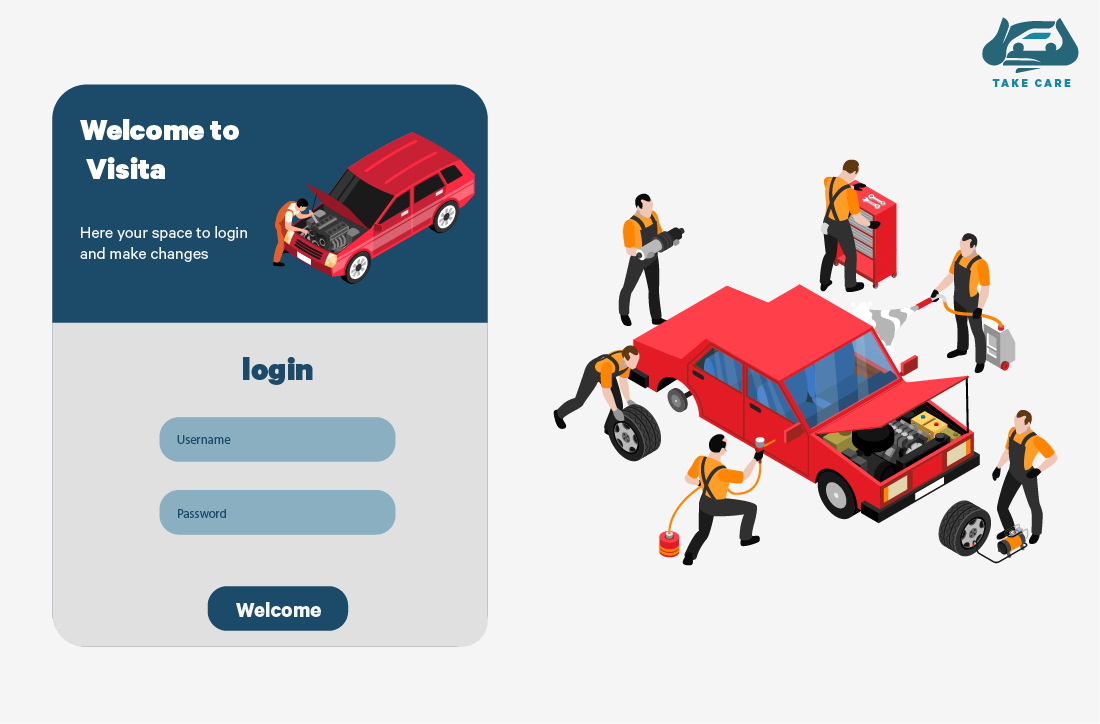 TAKE CARE
Welcome to
Visita
Here your space to login
and make changes
login
Username
Password
Welcome